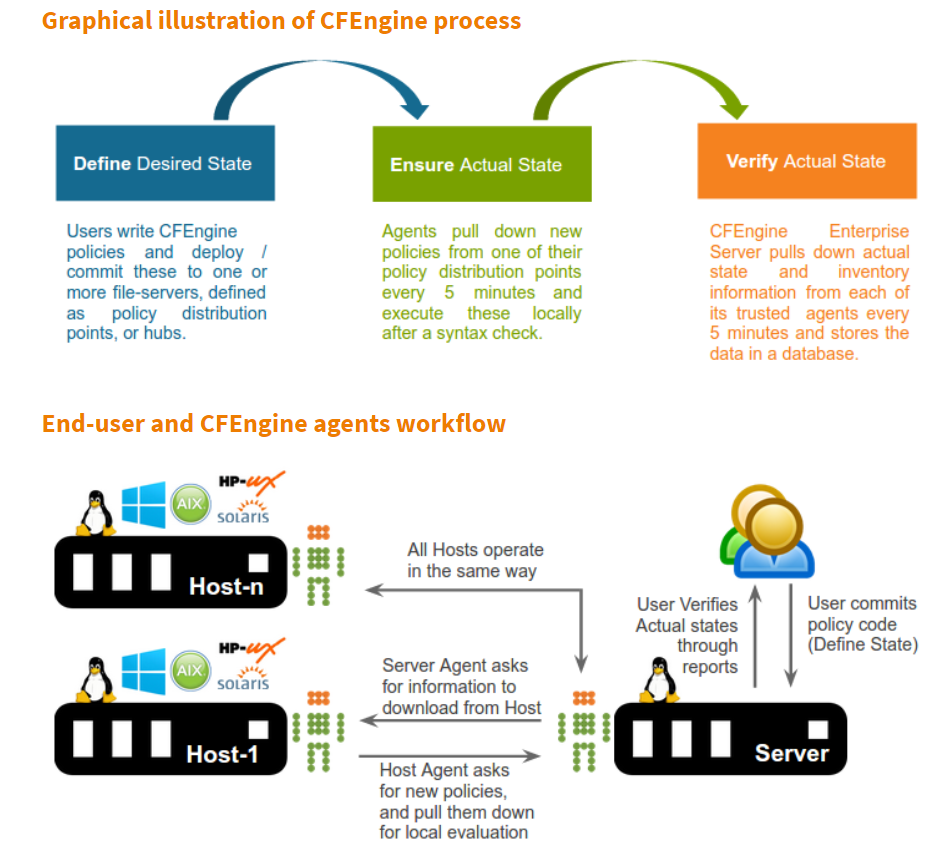 Graphical illustration of CFEngine process
Define Desired State
Ensure Actual State
Verify Actual State
Users write CFEngine
policies and deploy /
commit these to one or
more file-servers, defined
as policy distribution
points, or hubs.
Agents pull down new
policies from one of their
policy distribution points
every 5 minutes and
execute these locally
after a syntax check.
CFEngine Enterprise
Server pulls down actual
state and inventory
information from each of
its trusted agents every
5 minutes and stores the
data in a database.
End-user and CFEngine agents workflow
HP-UX
AIX
SOLARIS
Host-n
All Hosts operate
in the same way
User Verifies
Actual states
through
reports
User commits
policy code
(Define State)
HP-UX
AIX
SOLARIS
Host-1
Server Agent asks
for information to
download from Host
Server
Host Agent asks
for new policies,
and pull them down
for local evaluation